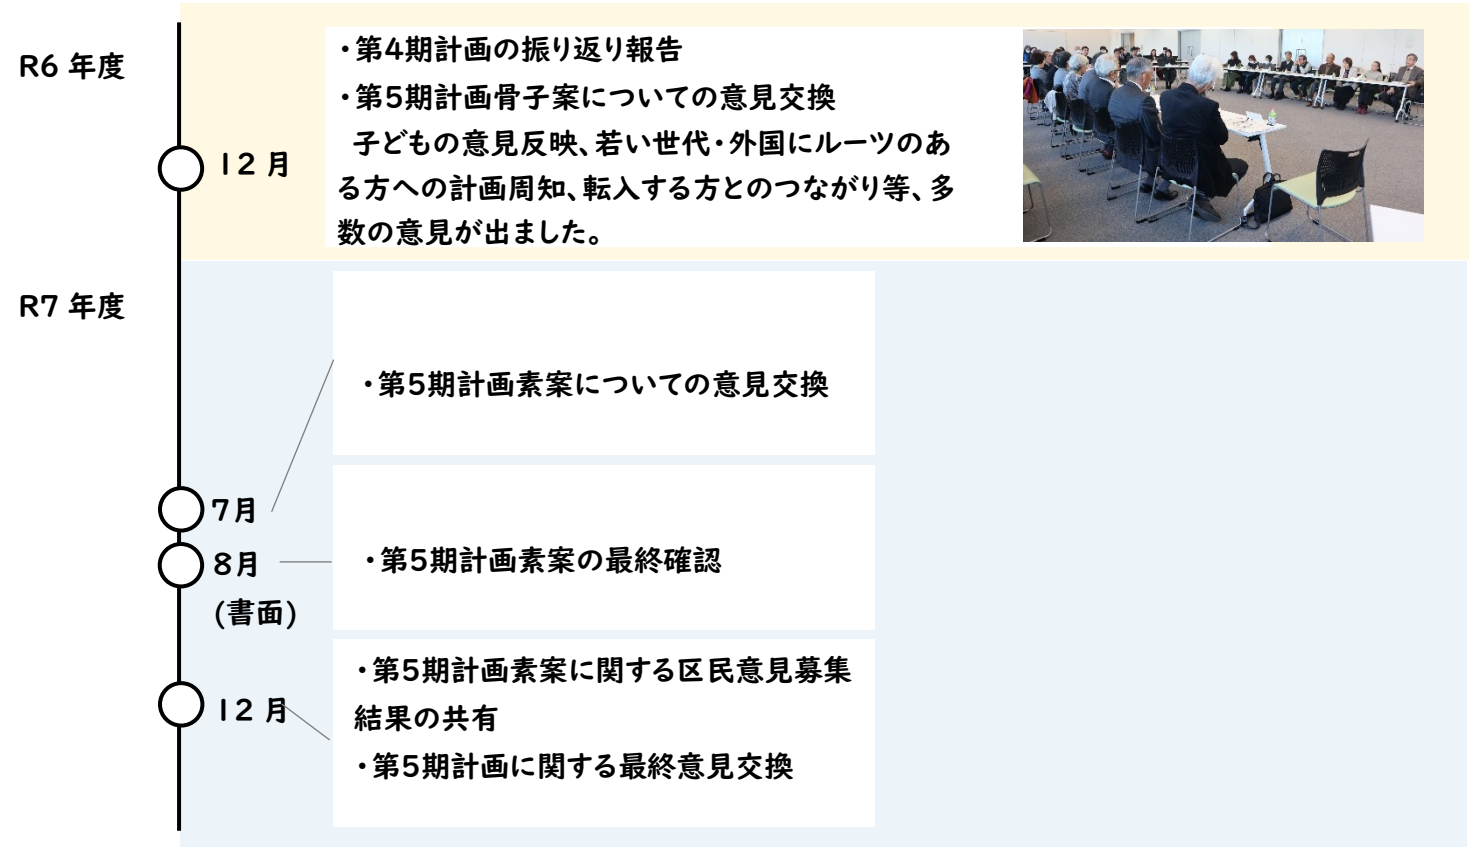 R6 年度
12 月
・第4期計画の振り返り報告
・第5期計画骨子案についての意見交換
子どもの意見反映、若い世代・外国にルーツのあ
る方への計画周知、転入する方とのつながり等、多
数の意見が出ました。
R7 年度
7月
・第5期計画素案についての意見交換
8月
(書面)
・第5期計画素案の最終確認
12 月
・第5期計画素案に関する区民意見募集
結果の共有
・第5期計画に関する最終意見交換